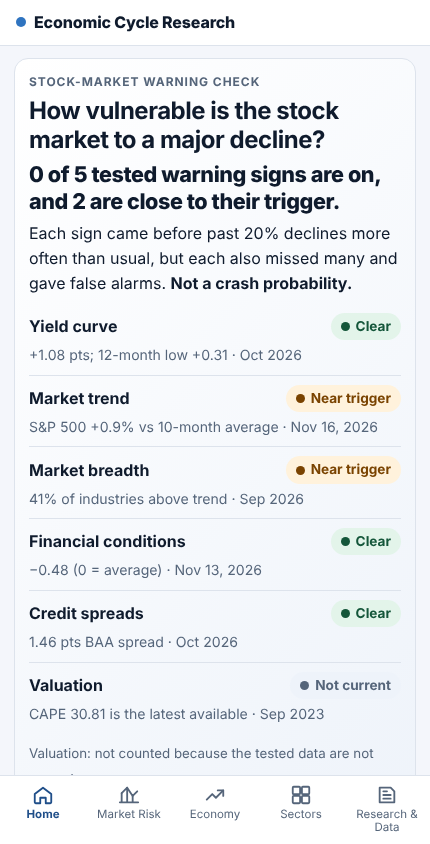 Economic Cycle Research
STOCK-MARKET WARNING CHECK
How vulnerable is the stock
market to a major decline?
0 of 5 tested warning signs are on,
and 2 are close to their trigger.
Each sign came before past 20% declines more
often than usual, but each also missed many and
gave false alarms. Not a crash probability.
Yield curve
Clear
+1.08 pts; 12-month low +0.31 · Oct 2026
Market trend
Near trigger
S&P 500 +0.9% vs 10-month average · Nov 16, 2026
Market breadth
Near trigger
41% of industries above trend · Sep 2026
Financial conditions
Clear
−0.48 (0 = average) · Nov 13, 2026
Credit spreads
Clear
1.46 pts BAA spread · Oct 2026
Valuation
Not current
CAPE 30.81 is the latest available · Sep 2023
Valuation: not counted because the tested data are not
Home
Market Risk
Economy
Sectors
Research &
Data